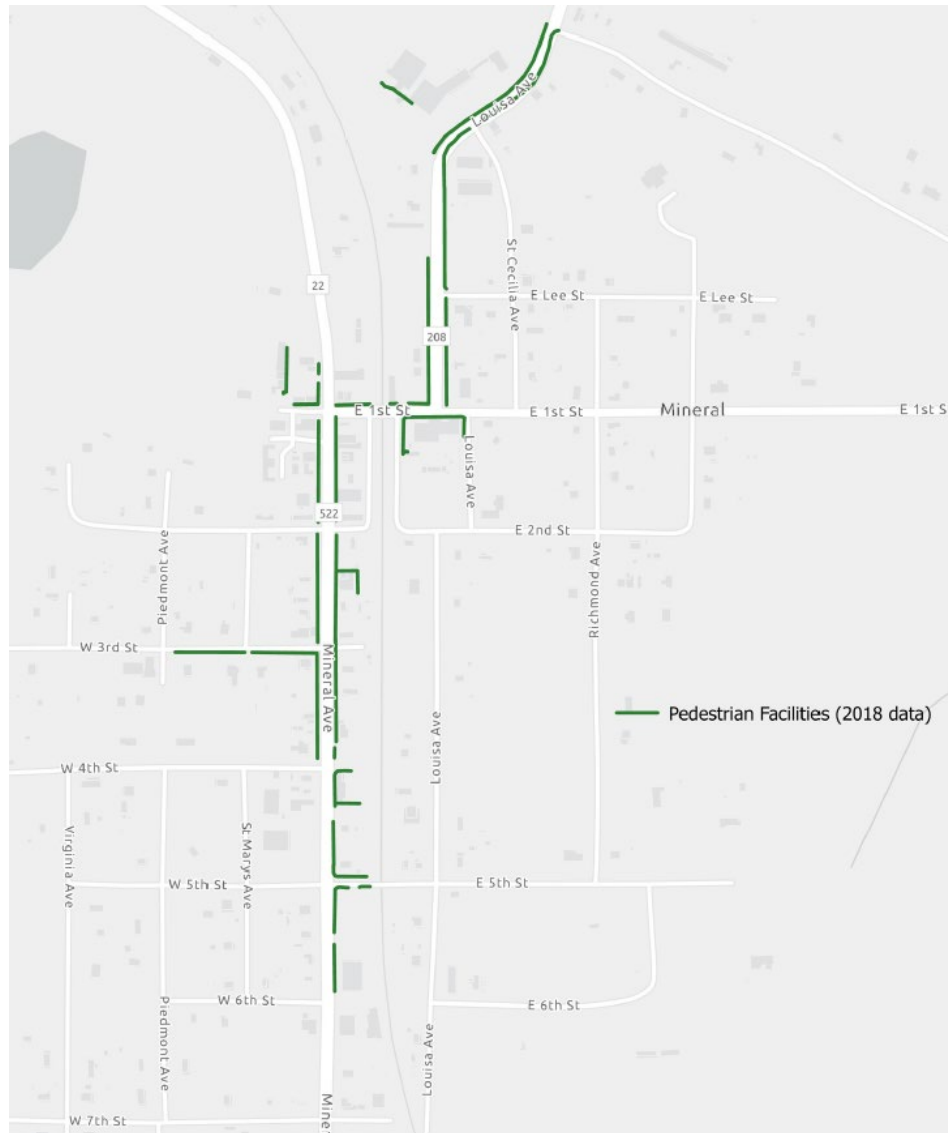 Louisa Ave
St Cecilia Ave
22
E Lee St
E Lee St
208
E 1st St
E 1st St
Mineral
E 1st S
Louisa Ave
522
E 2nd St
Piedmont Ave
Richmond Ave
W 3rd St
Mineral Ave
Pedestrian Facilities (2018 data)
Louisa Ave
W 4th St
Virginia Ave
St Marys Ave
W 5th St
E 5th St
W 6th St
E 6th St
Piedmont Ave
Louisa Ave
W 7th St
Miner